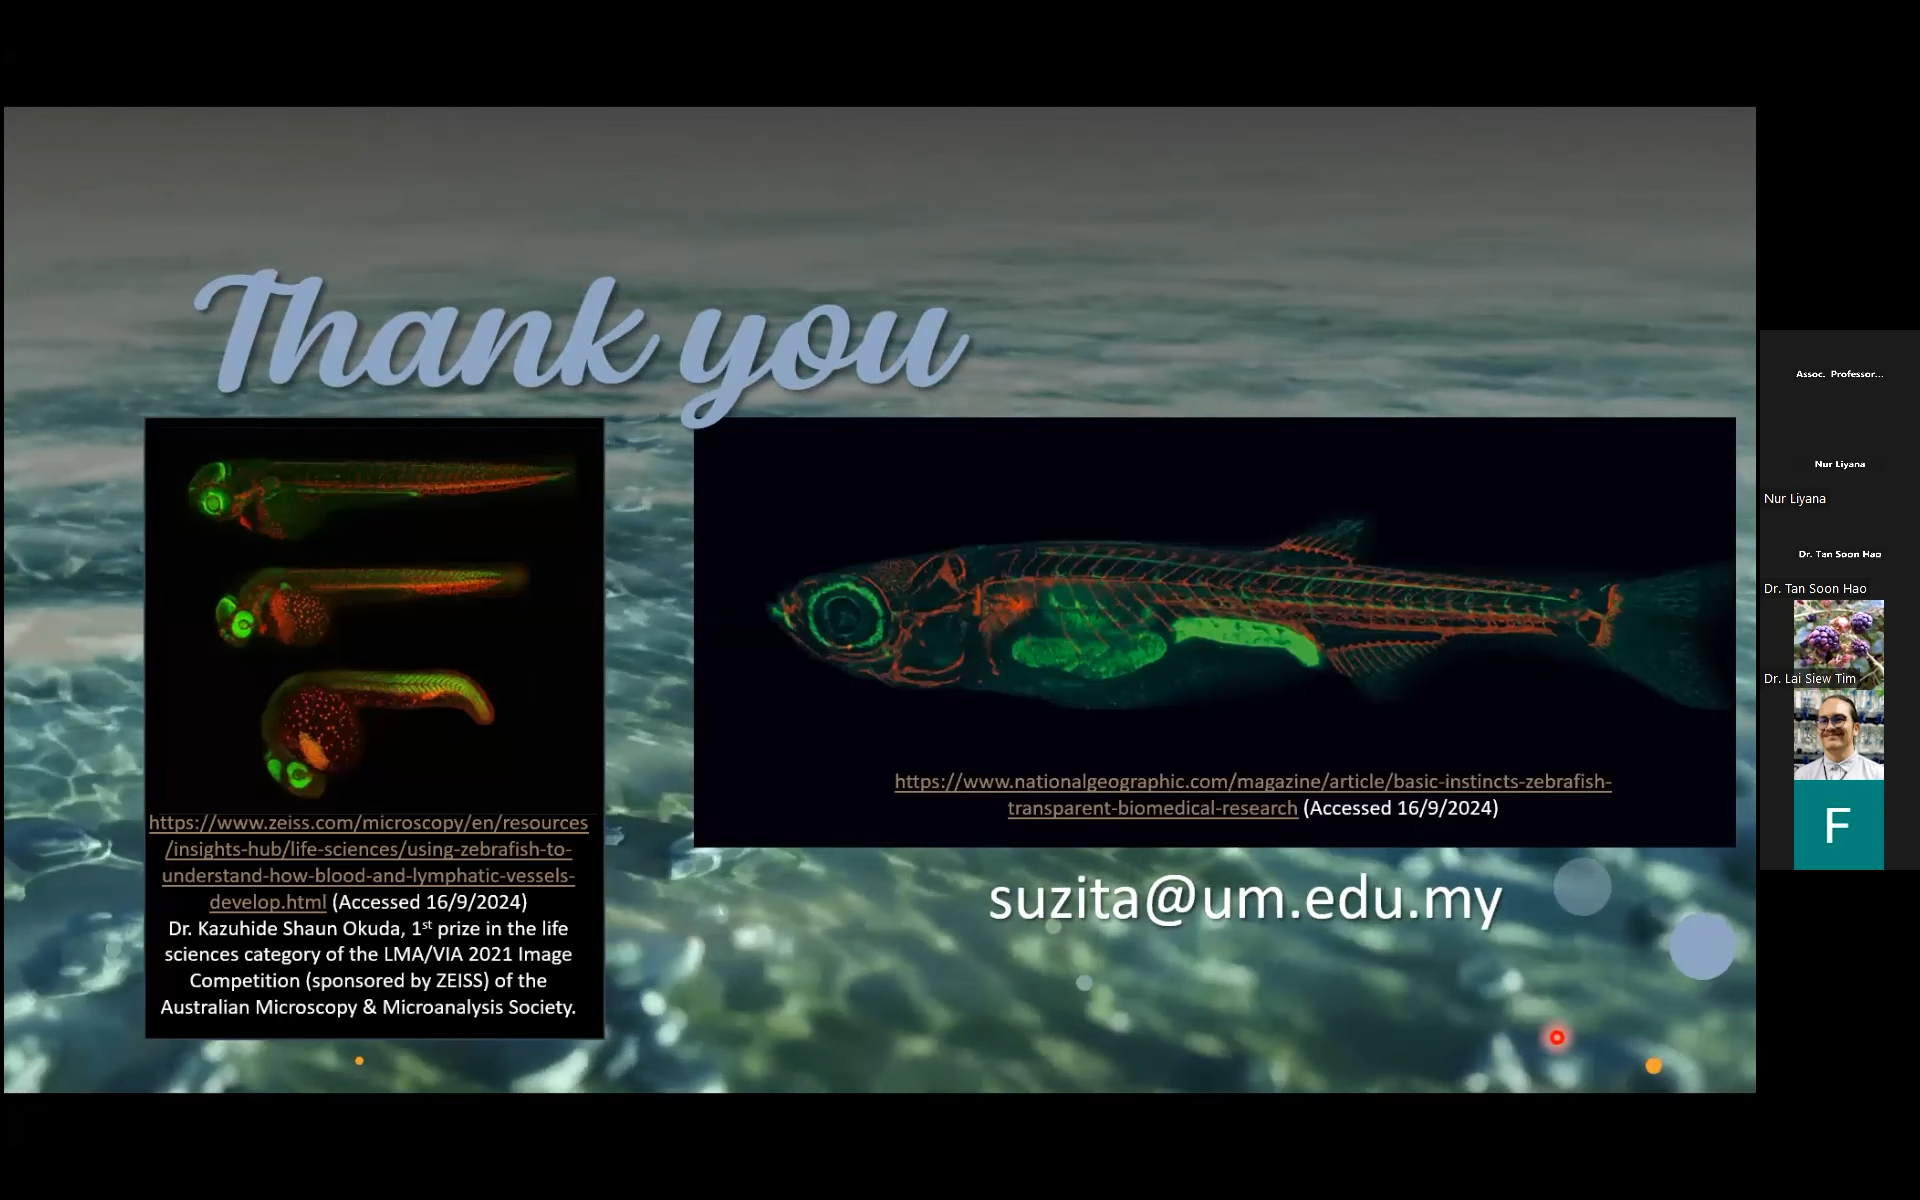 Thank you
https://www.zeiss.com/microscopy/en/resources
/insights-hub/life-sciences/using-zebrafish-to-
understand-how-blood-and-lymphatic-vessels-
develop.html (Accessed 16/9/2024)
Dr. Kazuhide Shaun Okuda, 1st prize in the life
sciences category of the LMA/VIA 2021 Image
Competition (sponsored by ZEISS) of the
Australian Microscopy & Microanalysis Society.
https://www.nationalgeographic.com/magazine/article/basic-instincts-zebrafish-
transparent-biomedical-research (Accessed 16/9/2024)
suzita@um.edu.my
Assoc. Professor...
Nur Liyana
Nur Liyana
Dr. Tan Soon Hao
Dr. Tan Soon Hao
Dr. Lai Siew Tim
F